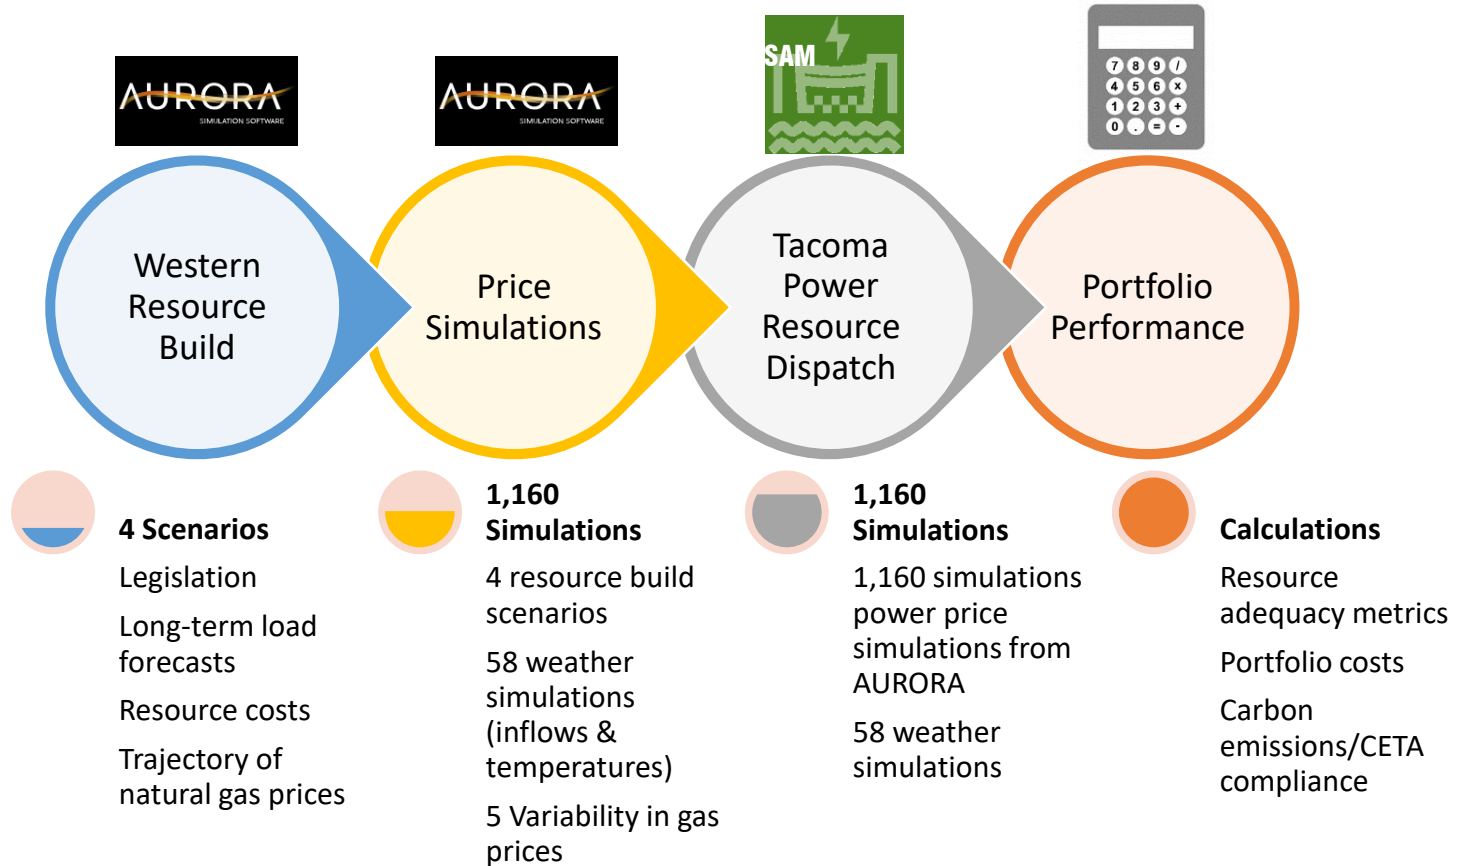 AURORA
SIMULATION SOFTWARE
AURORA
SIMULATION SOFTWARE
SAM
7 8 9 /
4 5 6 x
1 2 3 +
0 . = -
Western
Resource
Build
Price
Simulations
Tacoma
Power
Resource
Dispatch
Portfolio
Performance
4 Scenarios
Legislation
Long-term load
forecasts
Resource costs
Trajectory of
natural gas prices
1,160
Simulations
4 resource build
scenarios
58 weather
simulations
(inflows &
temperatures)
5 Variability in gas
prices
1,160
Simulations
1,160 simulations
power price
simulations from
AURORA
58 weather
simulations
Calculations
Resource
adequacy metrics
Portfolio costs
Carbon
emissions/CETA
compliance